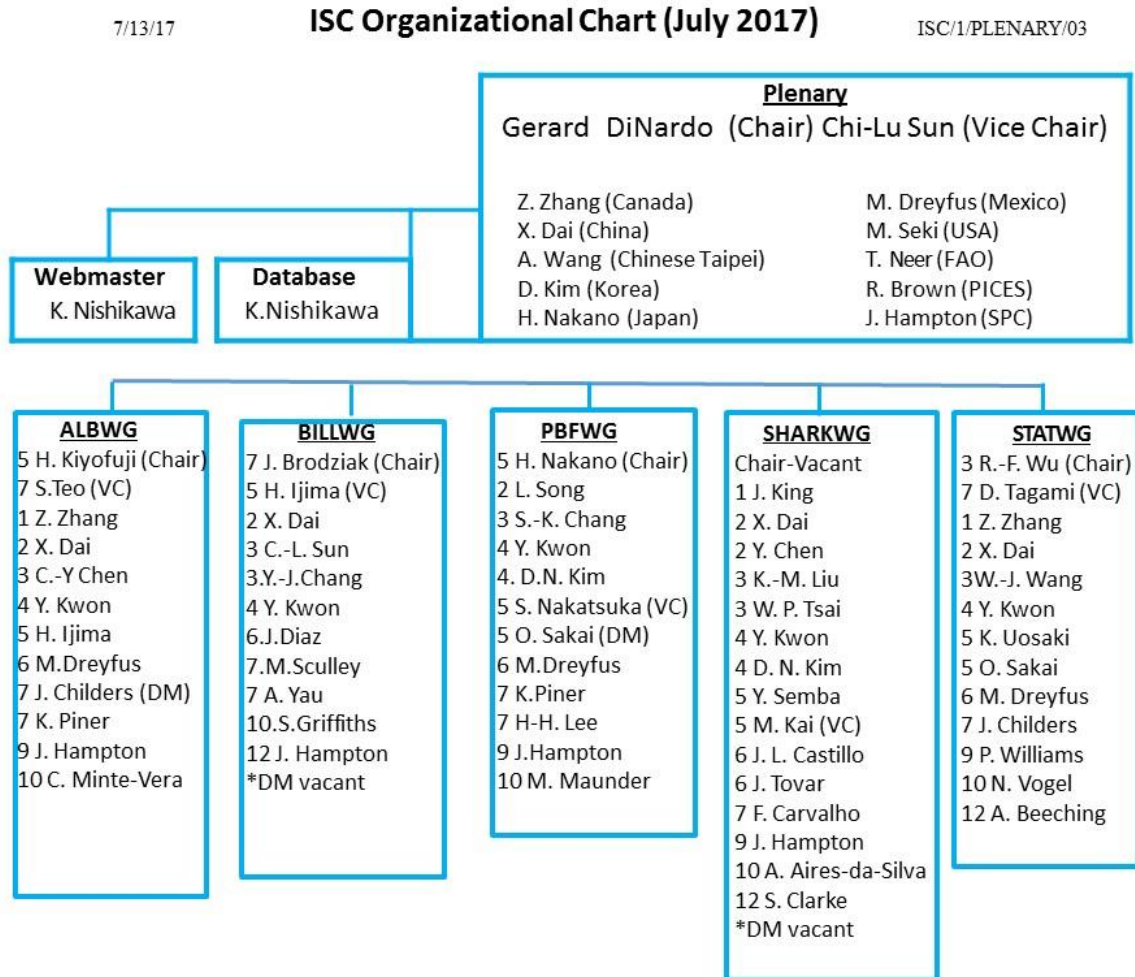 7/13/17
ISC Organizational Chart (July 2017)
ISC/1/PLENARY/03
Plenary
Gerard DiNardo (Chair) Chi-Lu Sun (Vice Chair)
Z. Zhang (Canada)
X. Dai (China)
A. Wang (Chinese Taipei)
D. Kim (Korea)
H. Nakano (Japan)
M. Dreyfus (Mexico)
M. Seki (USA)
T. Neer (FAO)
R. Brown (PICES)
J. Hampton (SPC)
Webmaster
K. Nishikawa
Database
K.Nishikawa
ALBWG
5 H. Kiyofuji (Chair)
7 S.Teo (VC)
1 Z. Zhang
2 X. Dai
3 C.-Y Chen
4 Y. Kwon
5 H. Ijima
6 M.Dreyfus
7 J. Childers (DM)
7 K. Piner
9 J. Hampton
10 C. Minte-Vera
BILLWG
7 J. Brodziak (Chair)
5 H. Ijima (VC)
2 X. Dai
3 C.-L. Sun
3.Y.-J.Chang
4 Y. Kwon
6.J.Diaz
7.M.Sculley
7 A. Yau
10.S.Griffiths
12 J. Hampton
*DM vacant
PBFWG
5 H. Nakano (Chair)
2 L. Song
3 S.-K. Chang
4 Y. Kwon
4. D.N. Kim
5 S. Nakatsuka (VC)
5 O. Sakai (DM)
6 M.Dreyfus
7 K.Piner
7 H-H. Lee
9 J.Hampton
10 M. Maunder
SHARKWG
Chair-Vacant
1 J. King
2 X. Dai
2 Y. Chen
3 K.-M. Liu
3 W. P. Tsai
4 Y. Kwon
4 D. N. Kim
5 Y. Semba
5 M. Kai (VC)
6 J. L. Castillo
6 J. Tovar
7 F. Carvalho
9 J. Hampton
10 A. Aires-da-Silva
12 S. Clarke
*DM vacant
STATWG
3 R.-F. Wu (Chair)
7 D. Tagami (VC)
1 Z. Zhang
2 X. Dai
3W.-J. Wang
4 Y. Kwon
5 K. Uosaki
5 O. Sakai
6 M. Dreyfus
7 J. Childers
9 P. Williams
10 N. Vogel
12 A. Beeching